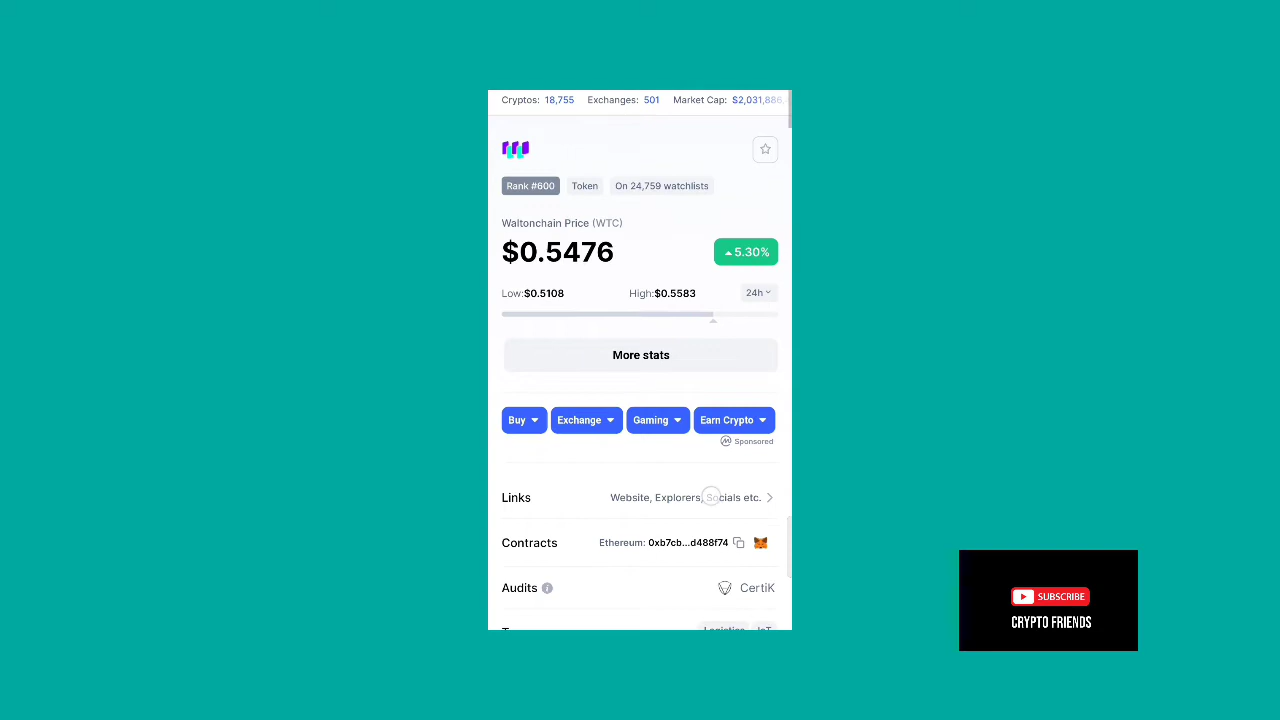 Cryptos: 18,755 Exchanges: 501 Market Cap: $2,031,886,
Rank #600 Token On 24,759 watchlists
Waltonchain Price (WTC)
$0.5476 5.30%
Low:$0.5108 High:$0.5583 24h
More stats
Buy Exchange Gaming Earn Crypto
Sponsored
Links Website, Explorers, Socials etc.
Contracts Ethereum: 0xb7cb...d488f74
Audits CertiK
Logistics IoT
SUBSCRIBE
CRYPTO FRIENDS